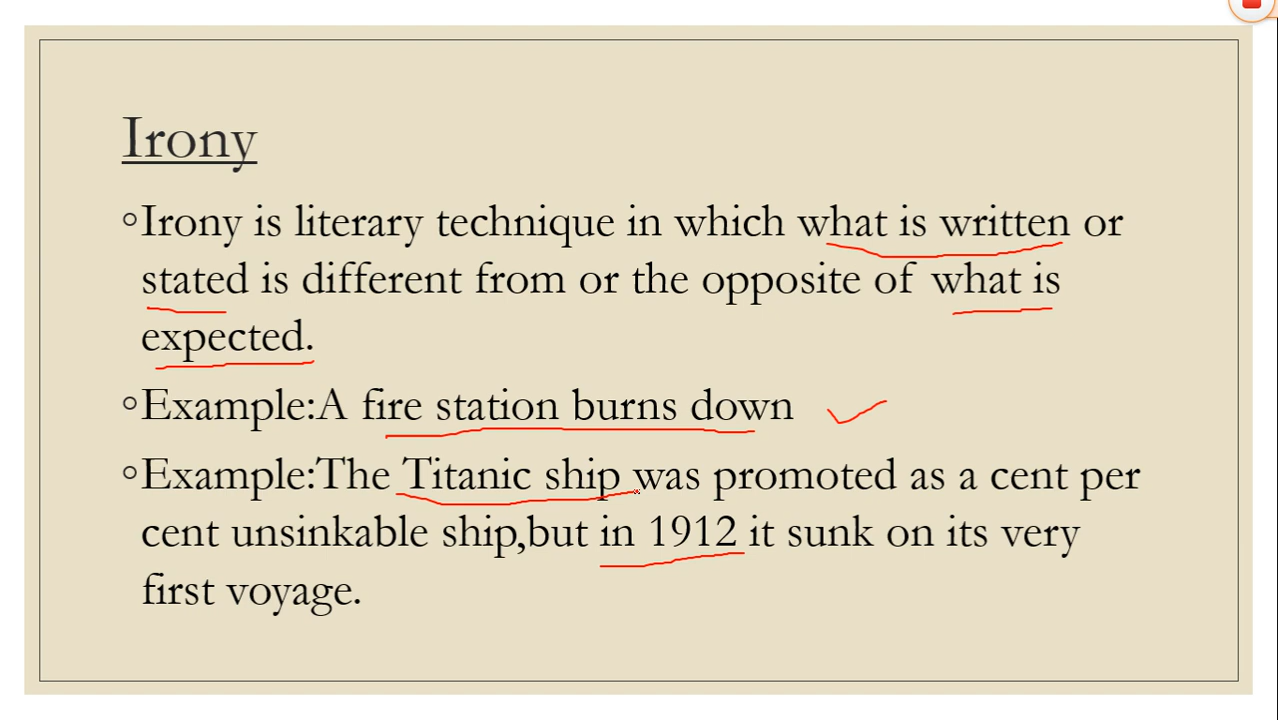 Irony
◦Irony is literary technique in which what is written or
stated is different from or the opposite of what is
expected.
◦Example:A fire station burns down
◦Example:The Titanic ship was promoted as a cent per
cent unsinkable ship,but in 1912 it sunk on its very
first voyage.